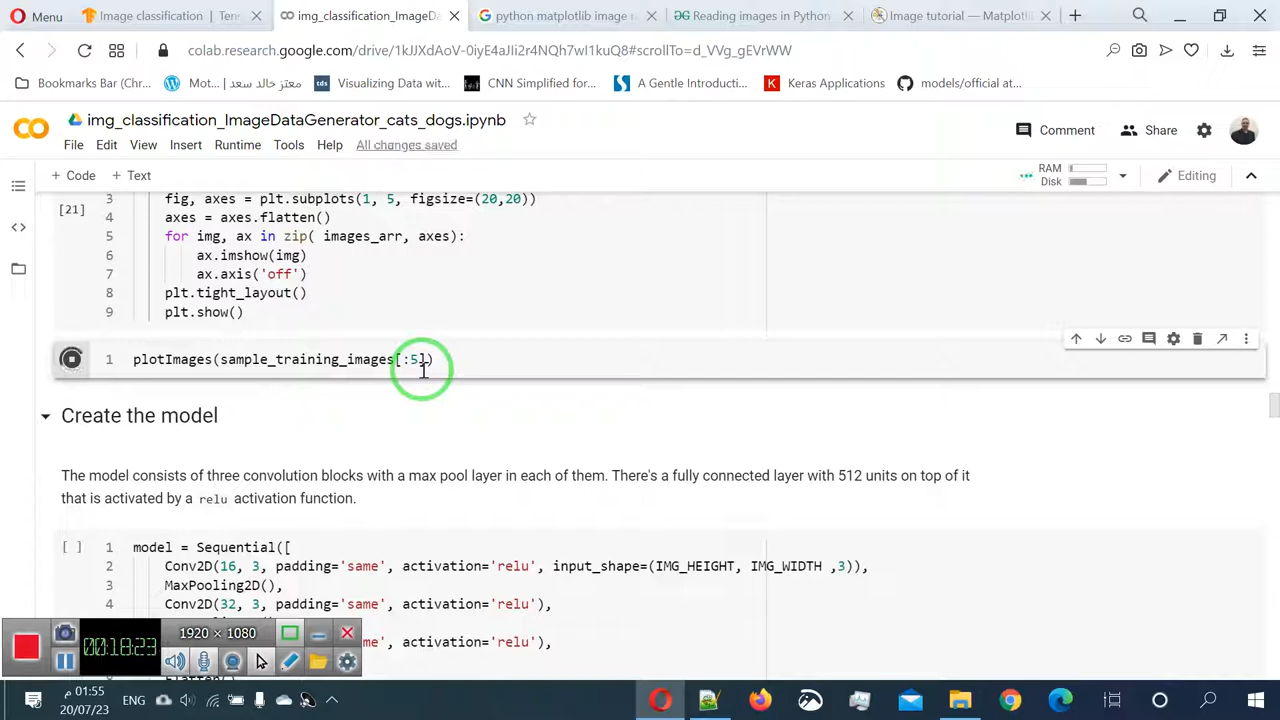 Menu
Image classification | Tens
img_classification_ImageDa
python matplotlib image re
Reading images in Python
Image tutorial — Matplotli
colab.research.google.com/drive/1kJJXdAoV-0iyE4aJIi2r4NQh7wI1kuQ8#scrollTo=d_VVg_gEVrWW
Bookmarks Bar (Chr...
معتز خالد سعد | Mot...
Visualizing Data wi...
CNN Simplified for...
A Gentle Introducti...
Keras Applications
models/official at...
img_classification_ImageDataGenerator_cats_dogs.ipynb
Comment
Share
File Edit View Insert Runtime Tools Help All changes saved
+ Code + Text
RAM
Disk
Editing
[21]
3 fig, axes = plt.subplots(1, 5, figsize=(20,20))
4 axes = axes.flatten()
5 for img, ax in zip( images_arr, axes):
6 ax.imshow(img)
7 ax.axis('off')
8 plt.tight_layout()
9 plt.show()
1 plotImages(sample_training_images[:5])
Create the model
The model consists of three convolution blocks with a max pool layer in each of them. There's a fully connected layer with 512 units on top of it
that is activated by a relu activation function.
[ ] 1 model = Sequential([
2 Conv2D(16, 3, padding='same', activation='relu', input_shape=(IMG_HEIGHT, IMG_WIDTH ,3)),
3 MaxPooling2D(),
4 Conv2D(32, 3, padding='same', activation='relu'),
me', activation='relu'),
1920 × 1080
00:18:23
ENG
01:55 م
20/07/23